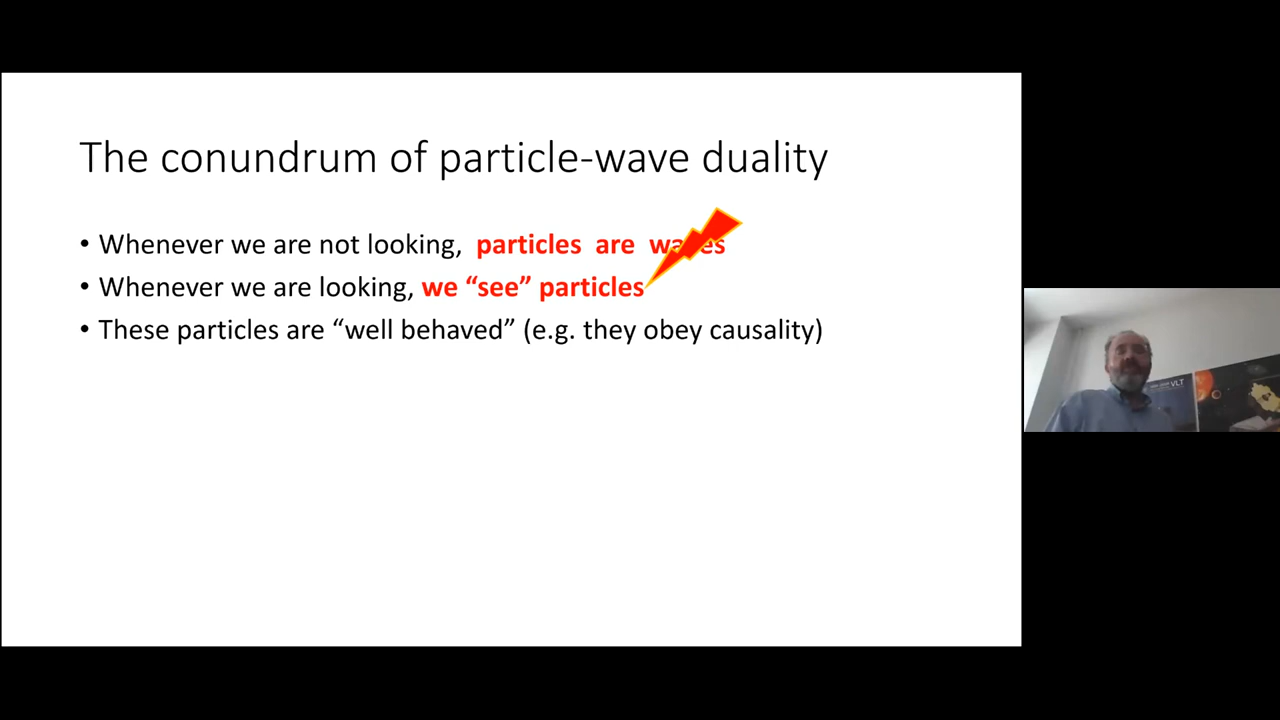 The conundrum of particle-wave duality
• Whenever we are not looking, particles are waves
• Whenever we are looking, we “see” particles
• These particles are “well behaved” (e.g. they obey causality)
VLT